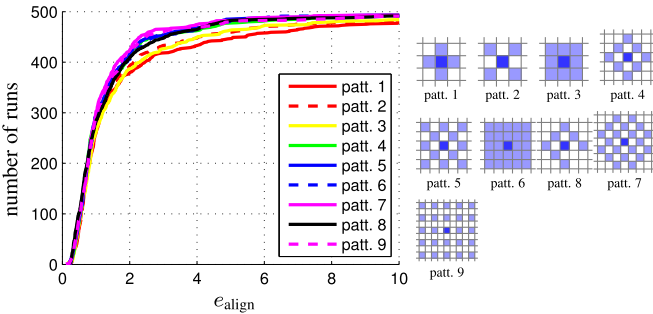 500
400
300
200
100
0
number of runs
0 2 4 6 8 10
e_align
patt. 1
patt. 2
patt. 3
patt. 4
patt. 5
patt. 6
patt. 7
patt. 8
patt. 9
patt. 1 patt. 2 patt. 3 patt. 4
patt. 5 patt. 6 patt. 8 patt. 7
patt. 9